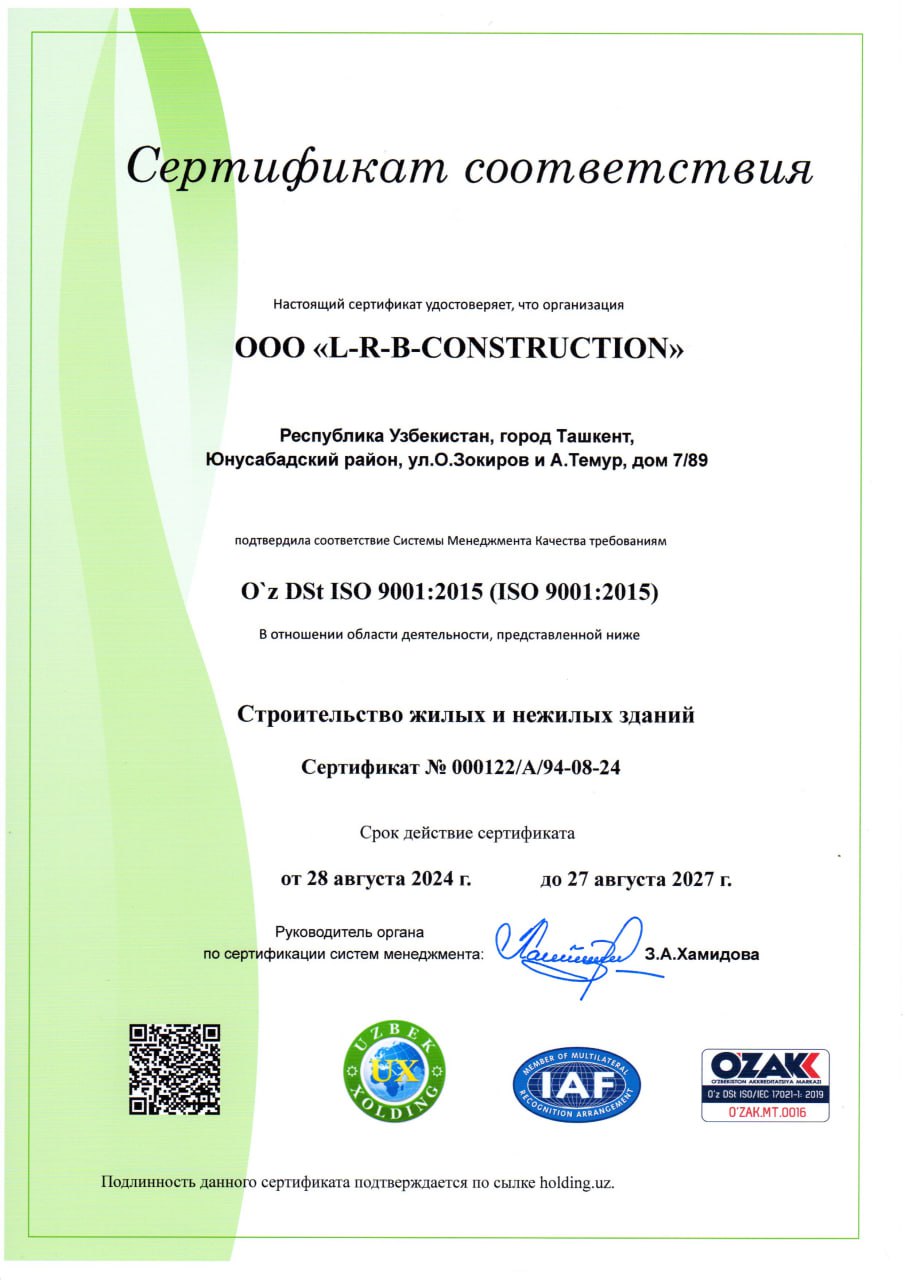 Сертификат соответствия
Настоящий сертификат удостоверяет, что организация
ООО «L-R-B-CONSTRUCTION»
Республика Узбекистан, город Ташкент,
Юнусабадский район, ул.О.Зокиров и А.Темур, дом 7/89
подтвердила соответствие Системы Менеджмента Качества требованиям
O`z DSt ISO 9001:2015 (ISO 9001:2015)
В отношении области деятельности, представленной ниже
Строительство жилых и нежилых зданий
Сертификат № 000122/А/94-08-24
Срок действие сертификата
от 28 августа 2024 г. до 27 августа 2027 г.
Руководитель органа
по сертификации систем менеджмента: З.А.Хамидова
UZBEK
UX
XOLDING
MEMBER OF MULTILATERAL
IAF
RECOGNITION ARRANGEMENT
O'ZAK
O'ZBEKISTON AKKREDITATSIYA MARKAZI
O'z DSt ISO/IEC 17021-1: 2019
O'ZAK.MT.0016
Подлинность данного сертификата подтверждается по сылке holding.uz.